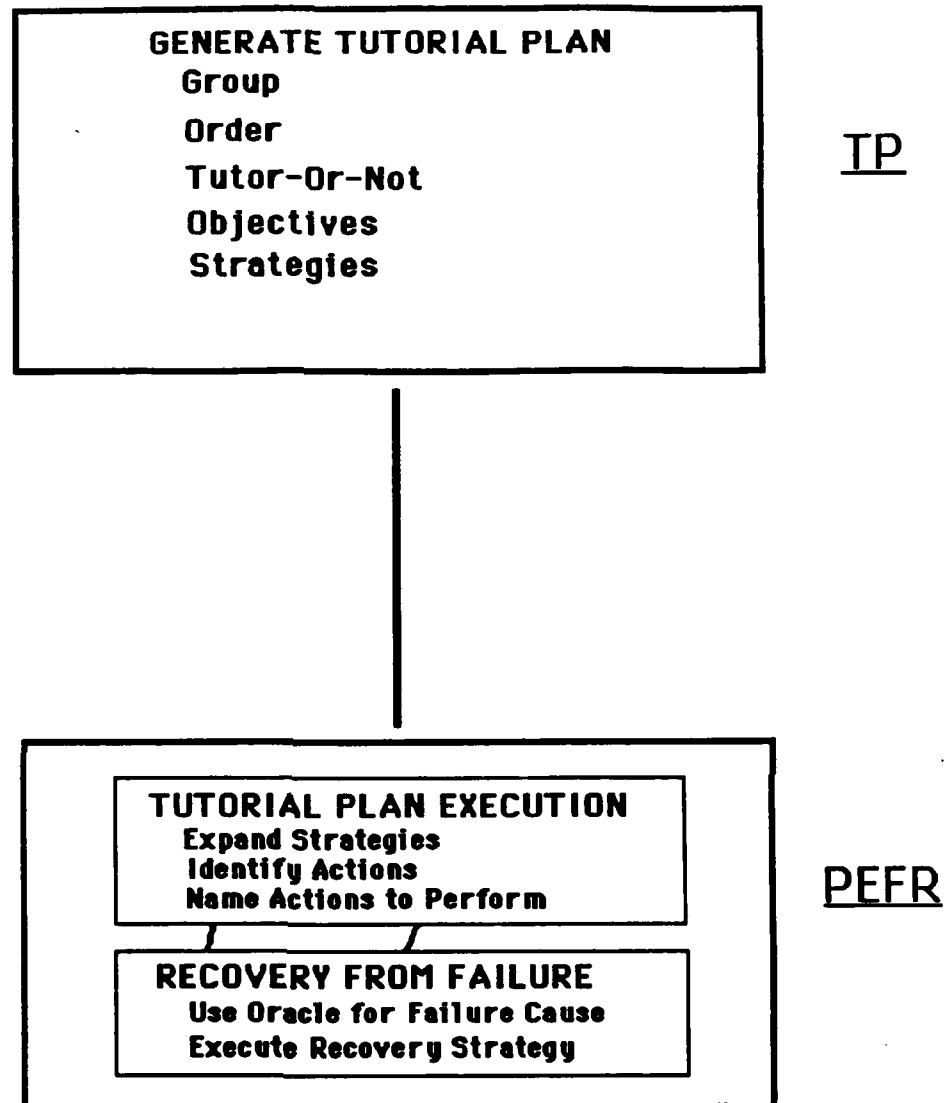 GENERATE TUTORIAL PLAN
Group
Order
Tutor-Or-Not
Objectives
Strategies
TP
TUTORIAL PLAN EXECUTION
Expand Strategies
Identify Actions
Name Actions to Perform
PEFR
RECOVERY FROM FAILURE
Use Oracle for Failure Cause
Execute Recovery Strategy